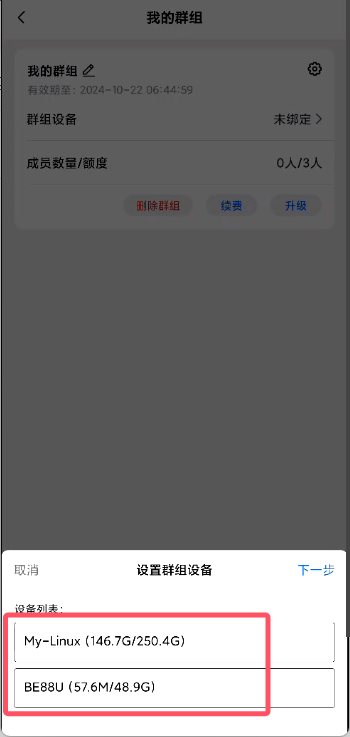 我的群组
我的群组
有效期至: 2024-10-22 06:44:59
群组设备 未绑定
成员数量/额度 0人/3人
删除群组 续费 升级
取消 设置群组设备 下一步
设备列表:
My-Linux (146.7G/250.4G)
BE88U (57.6M/48.9G)